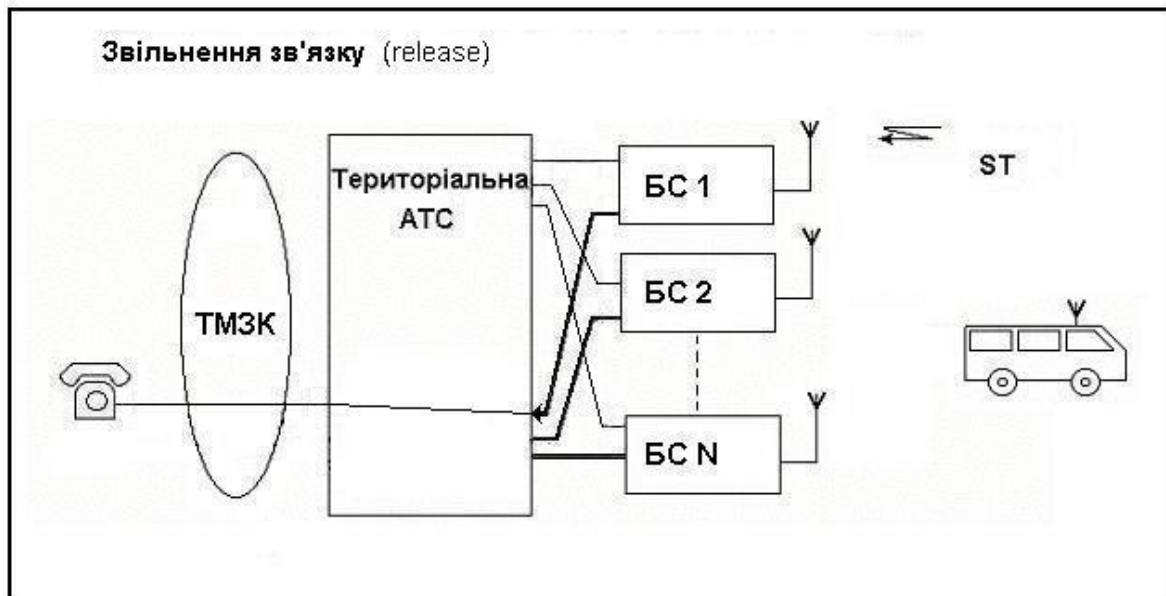 Звільнення зв'язку (release)
Територіальна
АТС
ТМЗК
БС 1
БС 2
БС N
ST